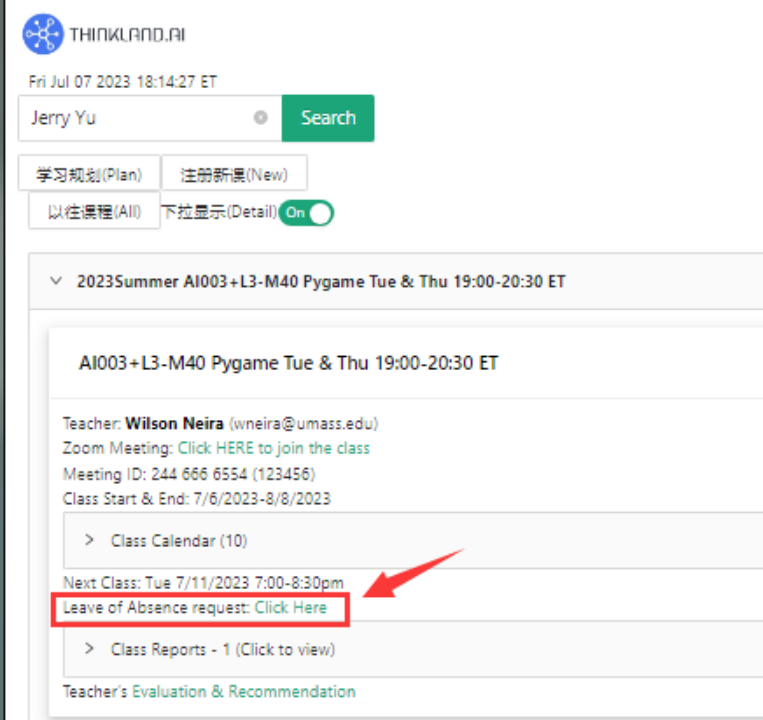 THINKLAND.AI
Fri Jul 07 2023 18:14:27 ET
Jerry Yu
Search
学习规划(Plan) 注册新课(New)
以往课程(All) 下拉显示(Detail) On
2023Summer AI003+L3-M40 Pygame Tue & Thu 19:00-20:30 ET
AI003+L3-M40 Pygame Tue & Thu 19:00-20:30 ET
Teacher: Wilson Neira (wneira@umass.edu)
Zoom Meeting: Click HERE to join the class
Meeting ID: 244 666 6554 (123456)
Class Start & End: 7/6/2023-8/8/2023
Class Calendar (10)
Next Class: Tue 7/11/2023 7:00-8:30pm
Leave of Absence request: Click Here
Class Reports - 1 (Click to view)
Teacher's Evaluation & Recommendation